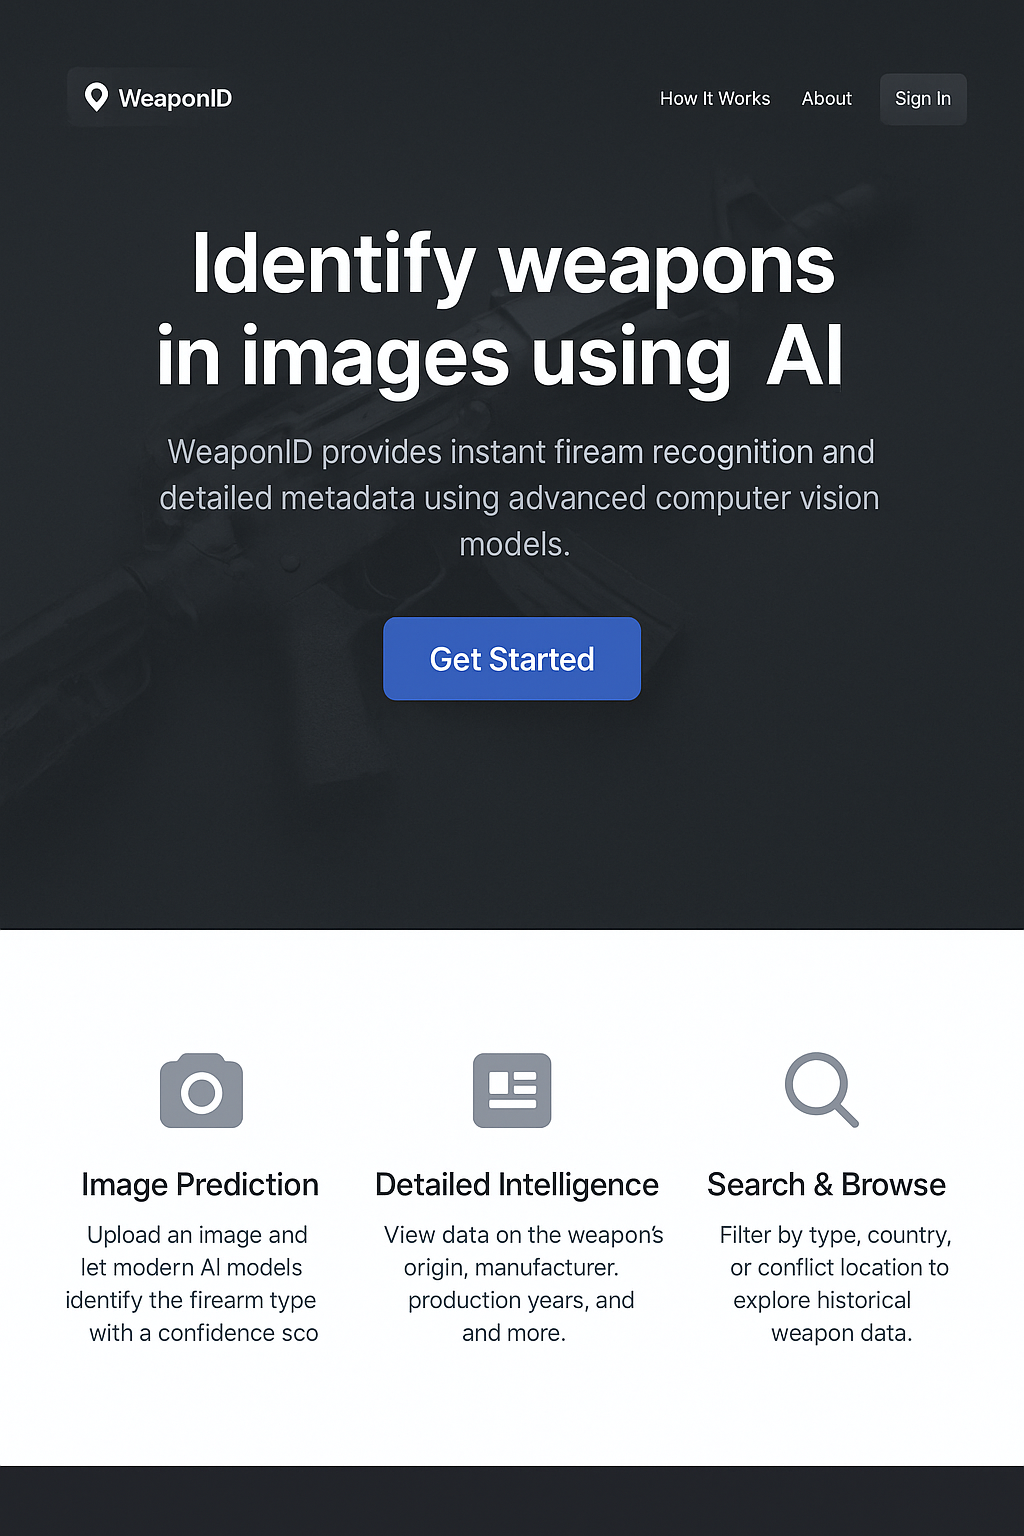 WeaponID
How It Works
About
Sign In
Identify weapons
in images using AI
WeaponID provides instant fiream recognition and
detailed metadata using advanced computer vision
models.
Get Started
Image Prediction
Upload an image and
let modern AI models
identify the firearm type
with a confidence sco
Detailed Intelligence
View data on the weapon's
origin, manufacturer.
production years, and
and more.
Search & Browse
Filter by type, country,
or conflict location to
explore historical
weapon data.